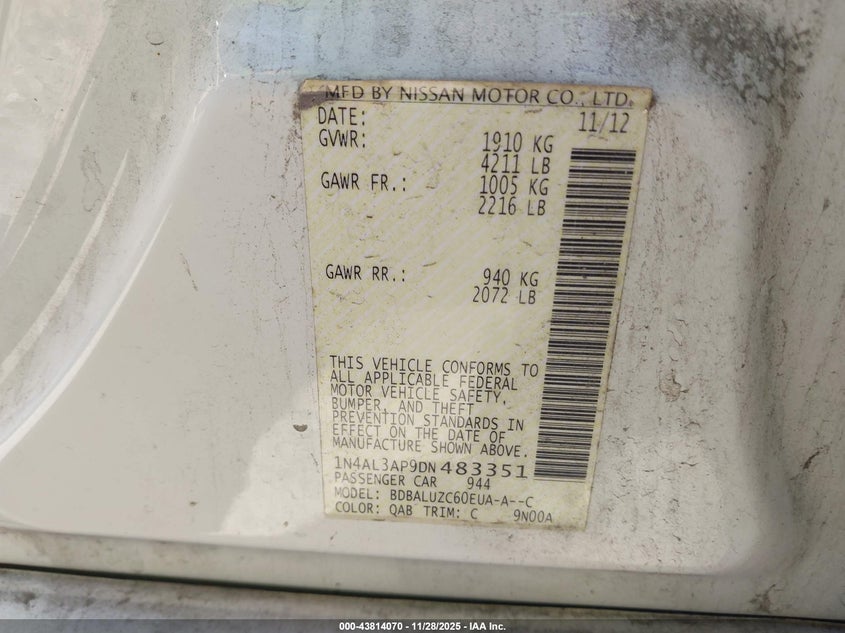 MFD BY NISSAN MOTOR CO., LTD.
DATE: 11/12
GVWR: 1910 KG
4211 LB
GAWR FR.: 1005 KG
2216 LB
GAWR RR.: 940 KG
2072 LB
THIS VEHICLE CONFORMS TO
ALL APPLICABLE FEDERAL
MOTOR VEHICLE SAFETY,
BUMPER, AND THEFT
PREVENTION STANDARDS IN
EFFECT ON THE DATE OF
MANUFACTURE SHOWN ABOVE.
1N4AL3AP9DN483351
PASSENGER CAR 944
MODEL: BDBALUZC60EUA-A--C
COLOR: QAB TRIM: C 9N00A
000-43814070 - 11/28/2025 - IAA Inc.